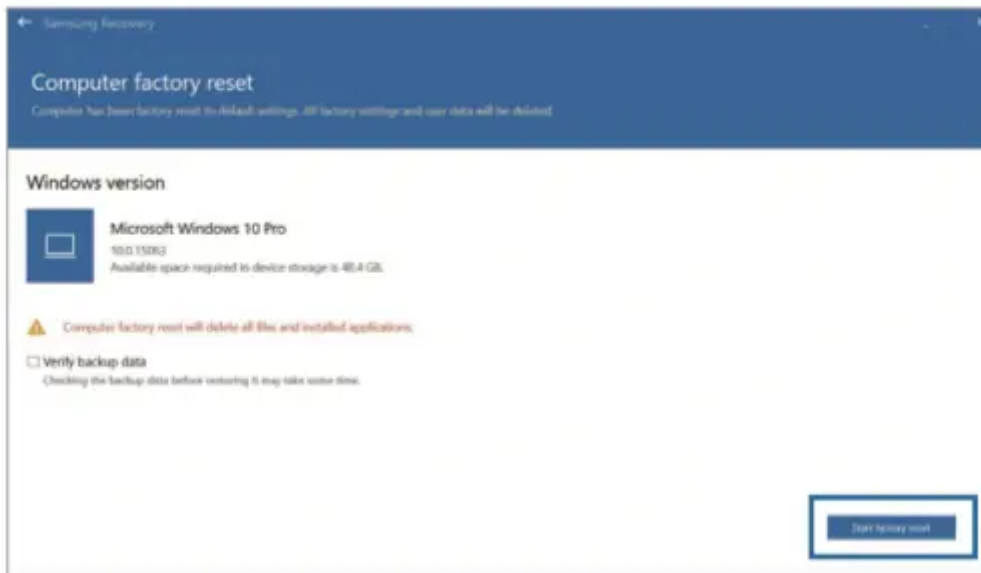 Samsung Recovery
Computer factory reset
Computer has been factory reset to default settings. All factory settings and user data will be deleted.
Windows version
Microsoft Windows 10 Pro
10.0.15063
Available space required in device storage is 48.4 GB.
Computer factory reset will delete all files and installed applications.
Verify backup data
Checking the backup data before restoring it may take some time.
Start factory reset